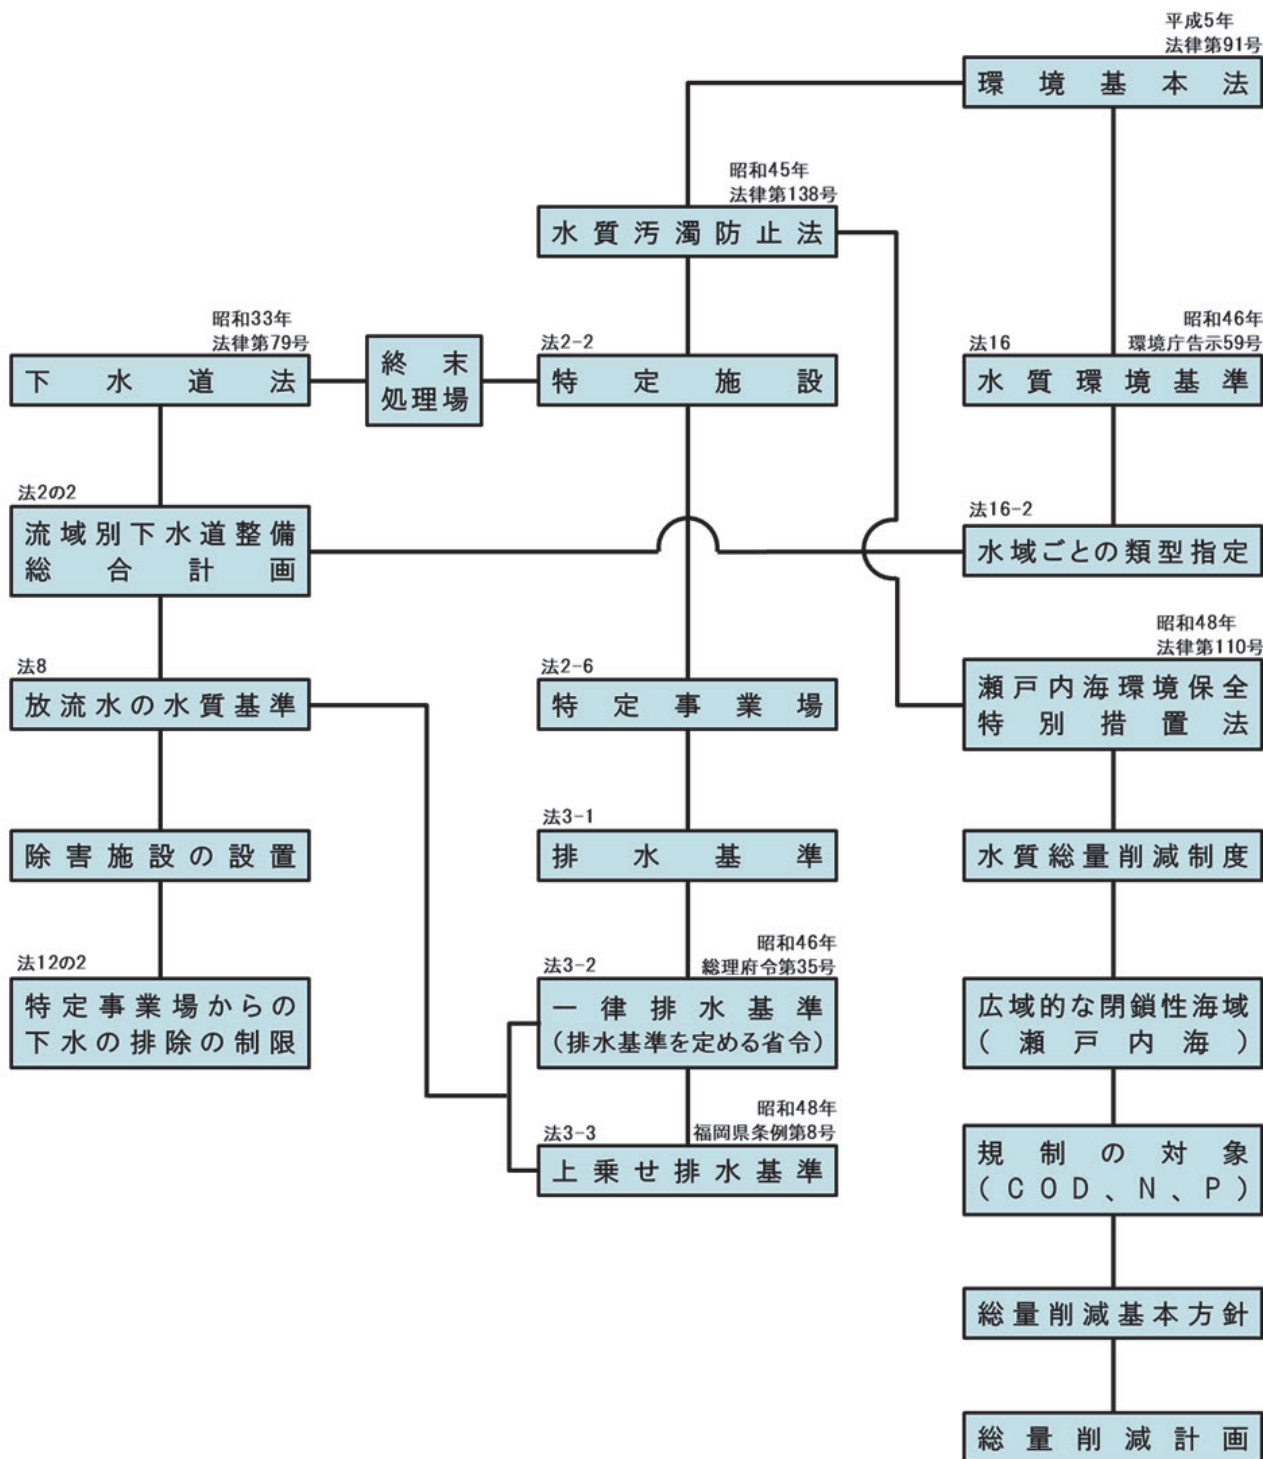 平成5年
法律第91号
環境基本法
昭和45年
法律第138号
水質汚濁防止法
昭和33年
法律第79号
下水道法
終末
処理場
法2-2
特定施設
法16
昭和46年
環境庁告示59号
水質環境基準
法2の2
流域別下水道整備
総合計画
法16-2
水域ごとの類型指定
昭和48年
法律第110号
瀬戸内海環境保全
特別措置法
法8
放流水の水質基準
法2-6
特定事業場
除害施設の設置
法3-1
排水基準
水質総量削減制度
法12の2
特定事業場からの
下水の排除の制限
昭和46年
法3-2
総理府令第35号
一律排水基準
(排水基準を定める省令)
広域的な閉鎖性海域
(瀬戸内海)
昭和48年
法3-3
福岡県条例第8号
上乗せ排水基準
規制の対象
(COD、N、P)
総量削減基本方針
総量削減計画